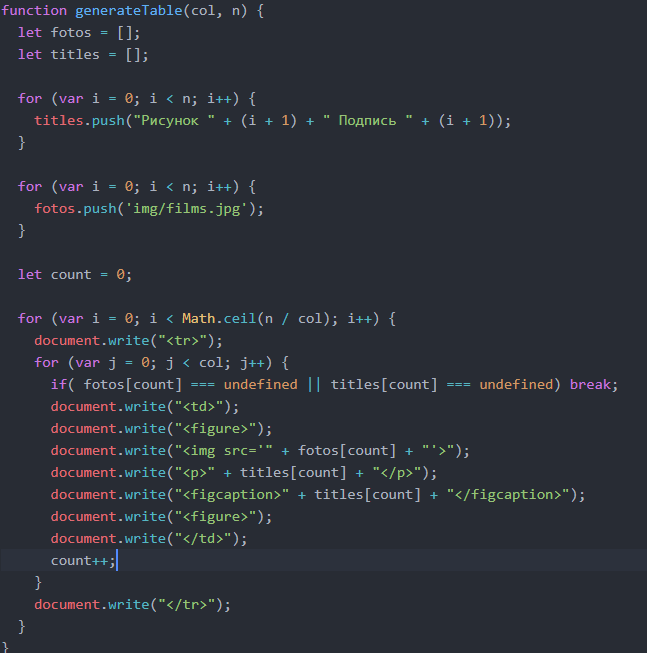 function generateTable(col, n) {
  let fotos = [];
  let titles = [];

  for (var i = 0; i < n; i++) {
    titles.push("Рисунок " + (i + 1) + " Подпись " + (i + 1));
  }

  for (var i = 0; i < n; i++) {
    fotos.push('img/films.jpg');
  }

  let count = 0;

  for (var i = 0; i < Math.ceil(n / col); i++) {
    document.write("<tr>");
    for (var j = 0; j < col; j++) {
      if( fotos[count] === undefined || titles[count] === undefined) break;
      document.write("<td>");
      document.write("<figure>");
      document.write("<img src='" + fotos[count] + "'>");
      document.write("<p>" + titles[count] + "</p>");
      document.write("<figcaption>" + titles[count] + "</figcaption>");
      document.write("<figure>");
      document.write("</td>");
      count++;
    }
    document.write("</tr>");
  }
}